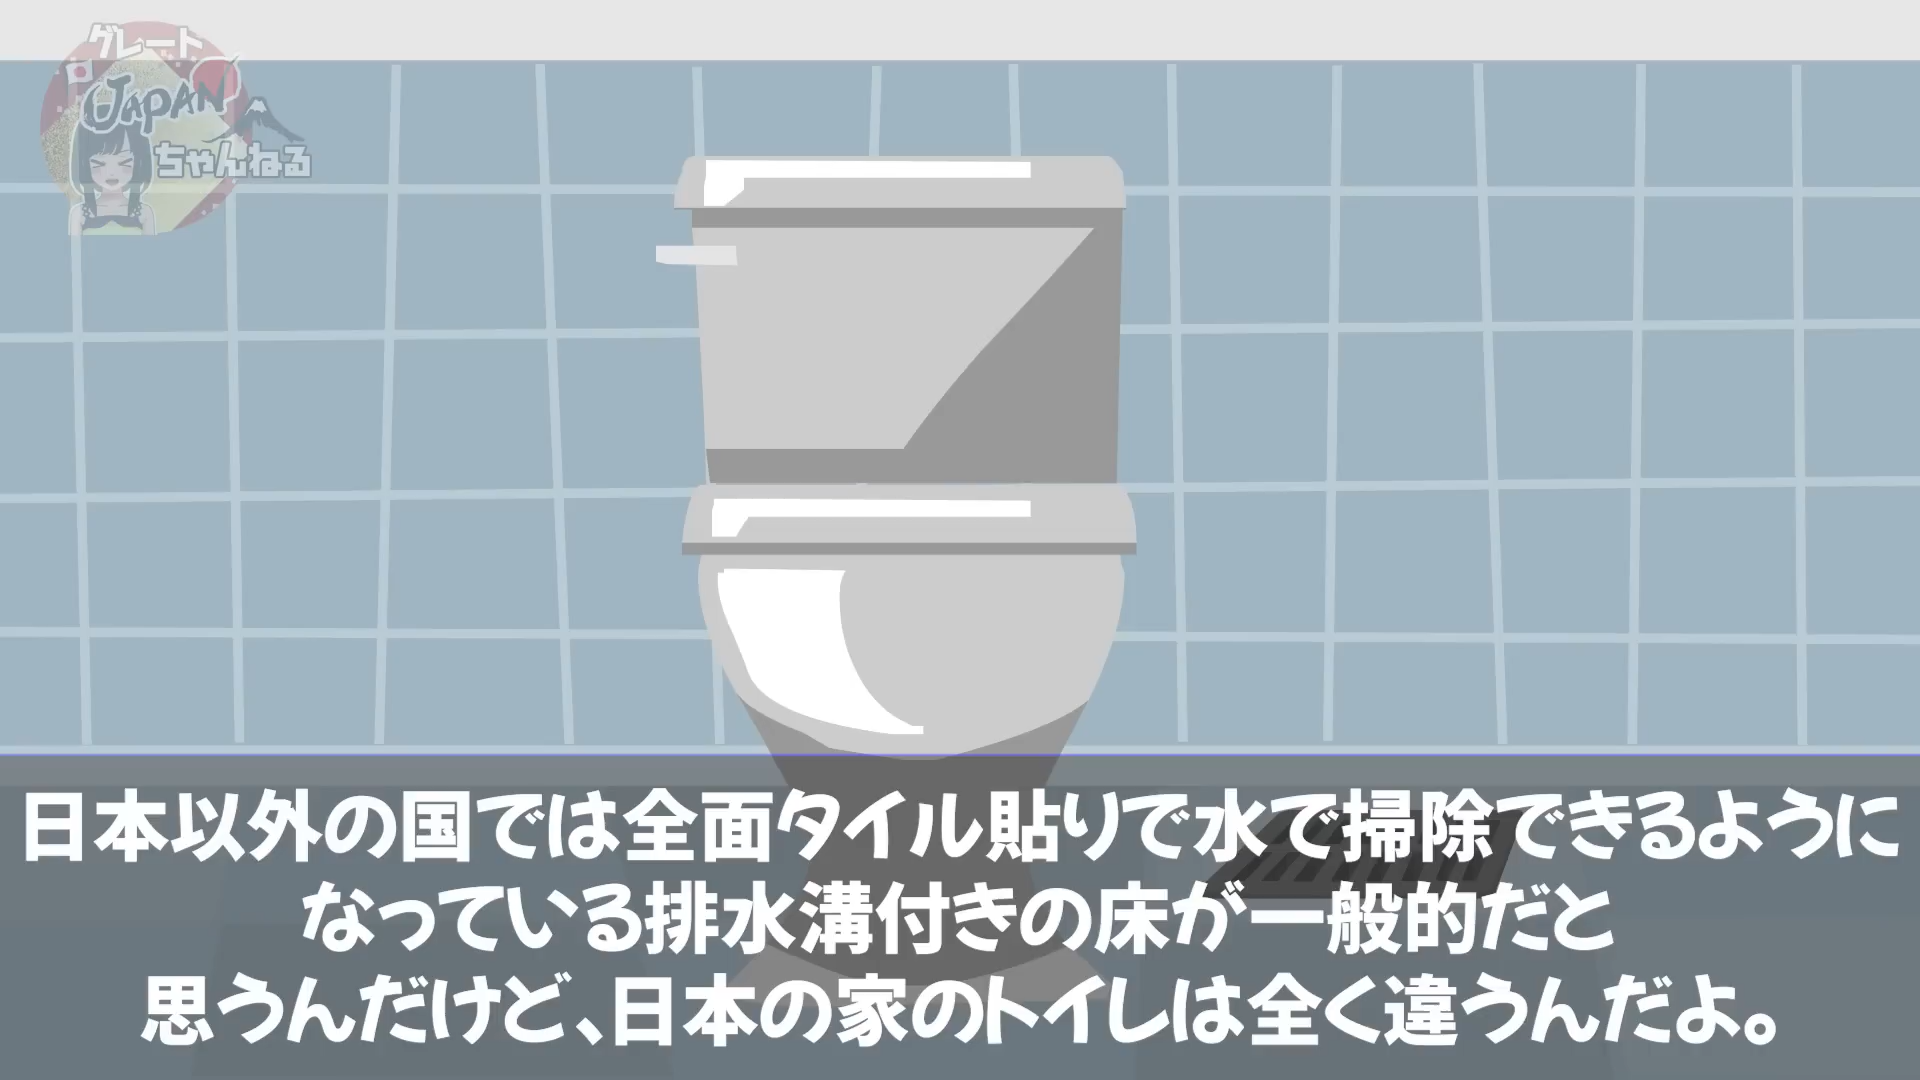 グレート
JAPAN
ちゃんねる
日本以外の国では全面タイル貼りで水で掃除できるように
なっている排水溝付きの床が一般的だと
思うんだけど、日本の家のトイレは全く違うんだよ。